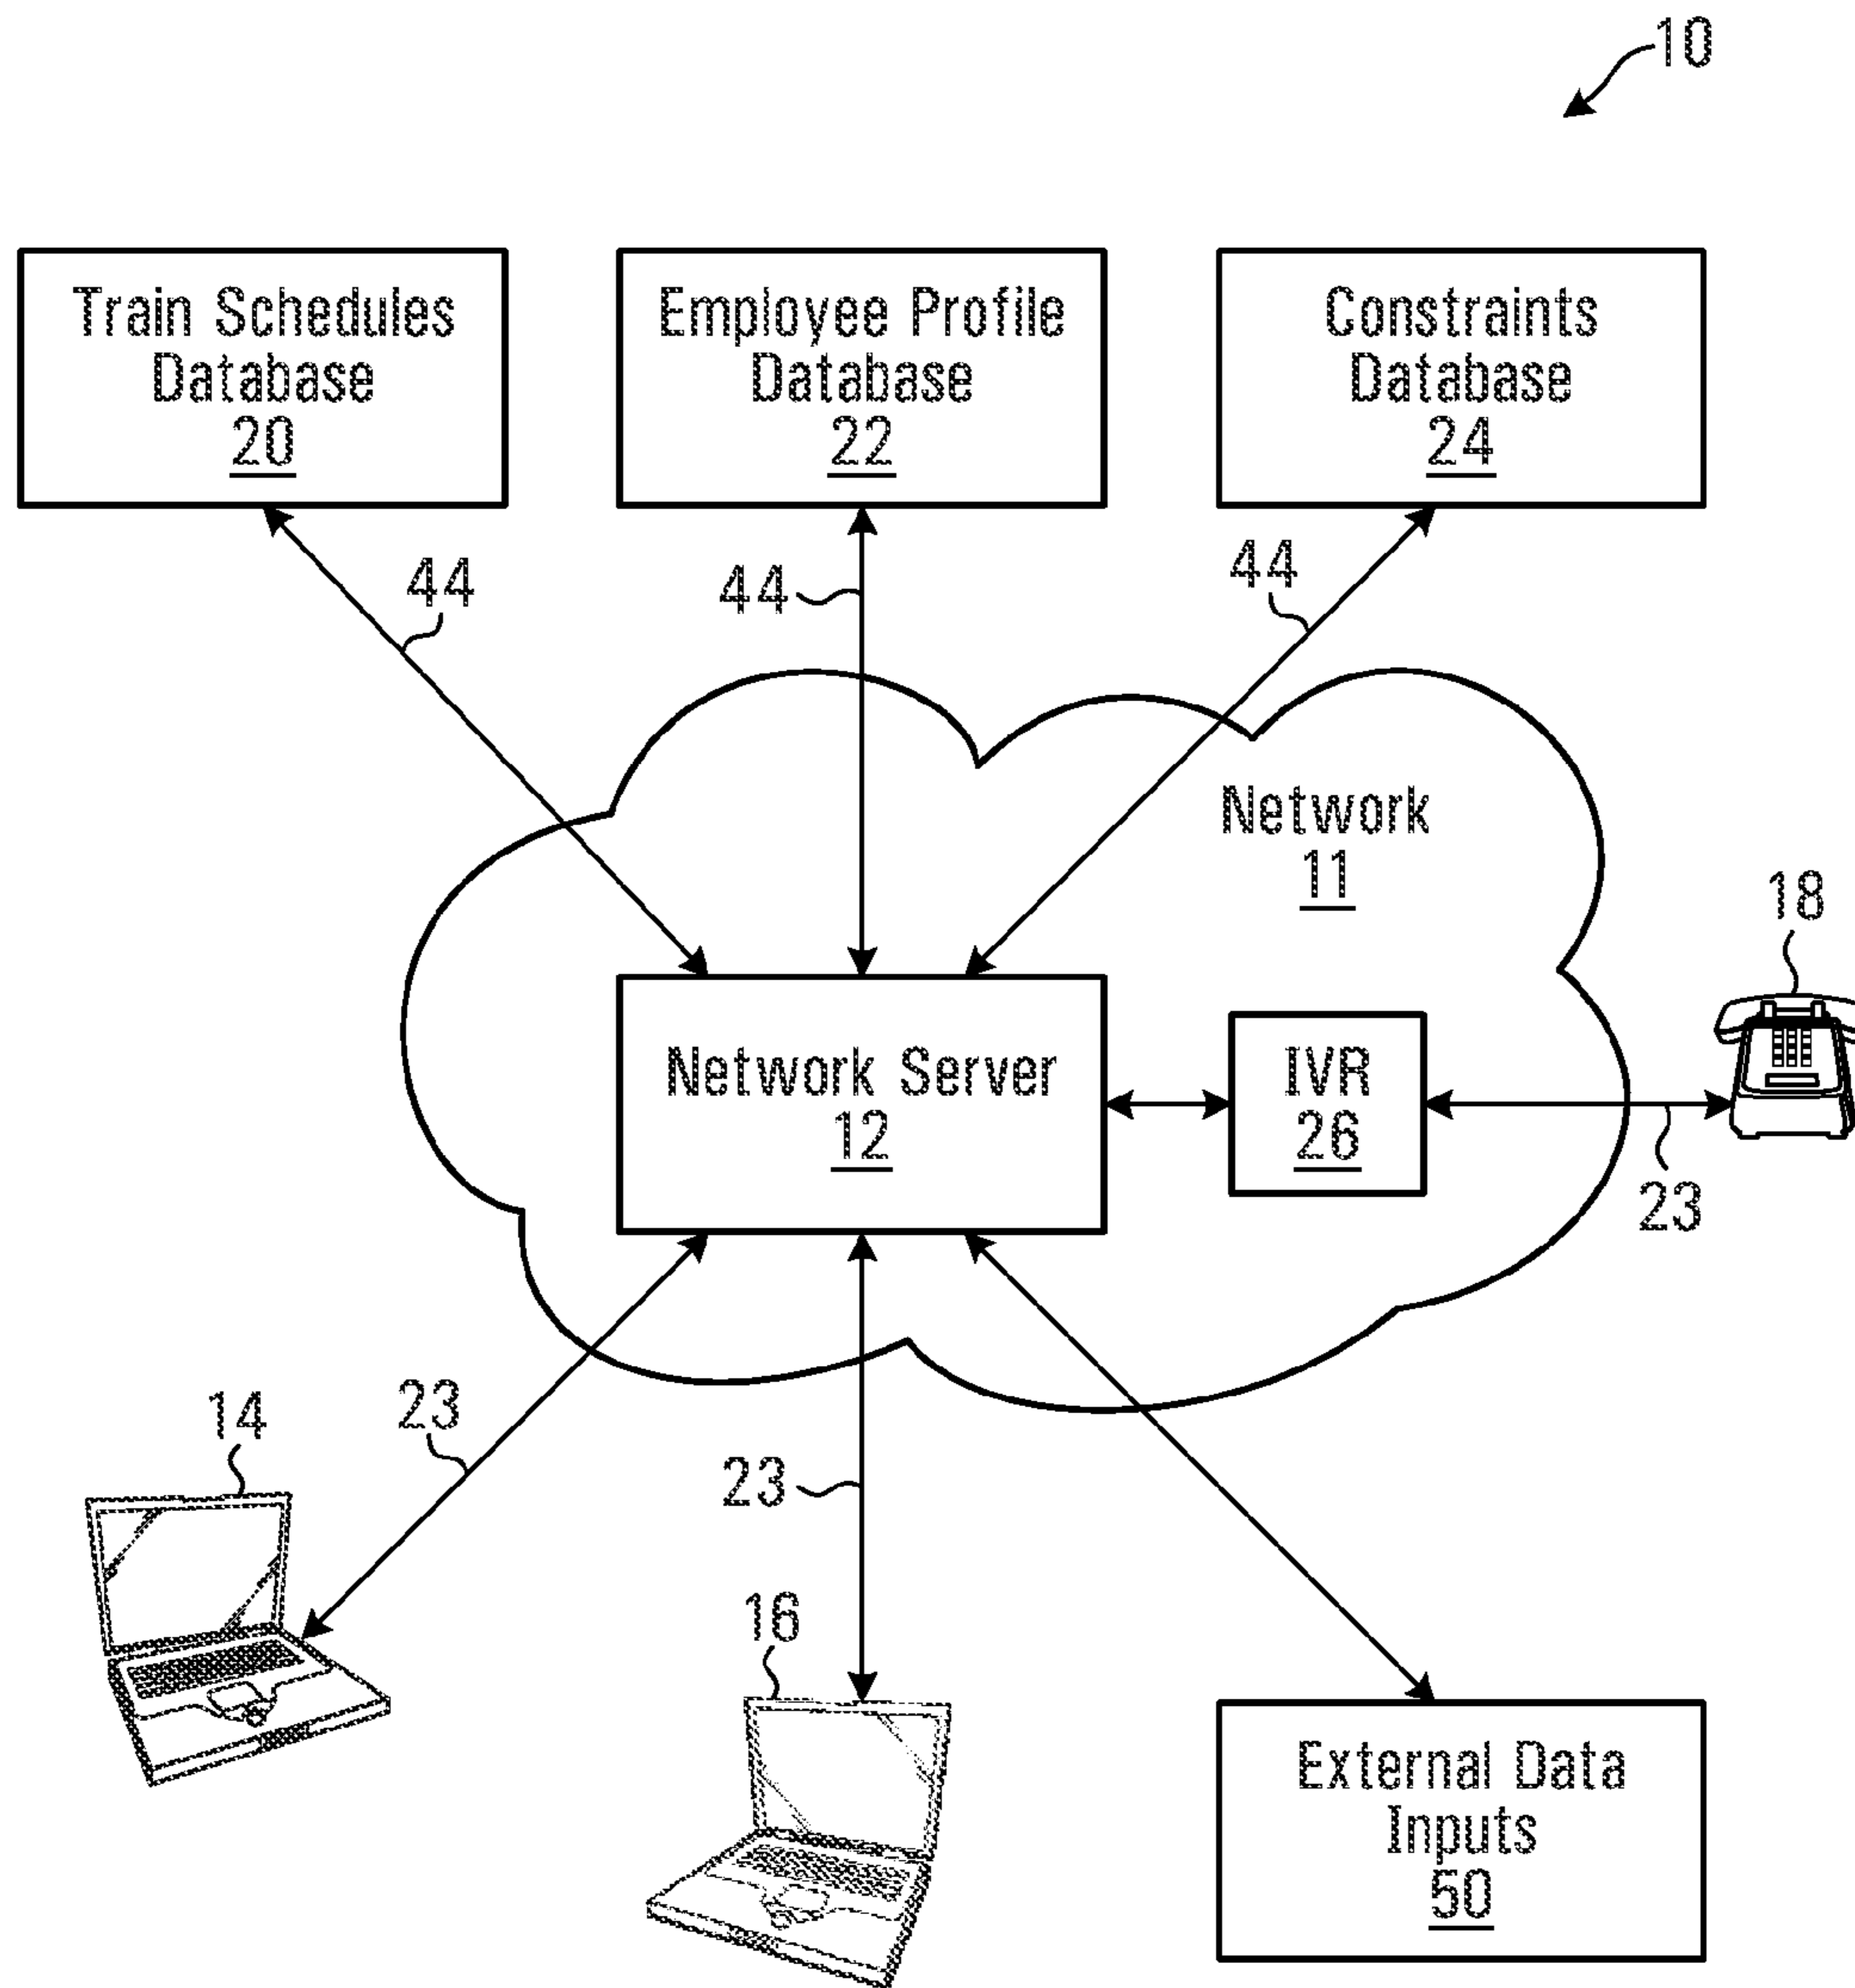 10
Train Schedules
Database
20
Employee Profile
Database
22
Constraints
Database
24
44
44
44
Network
11
18
Network Server
12
IVR
26
23
14
23
23
16
External Data
Inputs
50